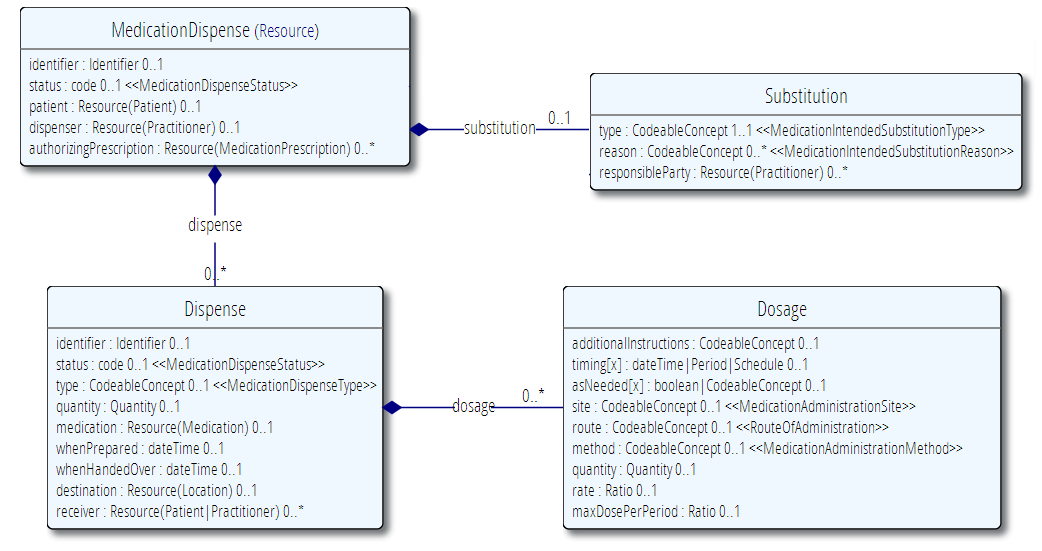 MedicationDispense (Resource)
identifier : Identifier 0..1
status : code 0..1 <<MedicationDispenseStatus>>
patient : Resource(Patient) 0..1
dispenser : Resource(Practitioner) 0..1
authorizingPrescription : Resource(MedicationPrescription) 0..*
substitution
0..1
Substitution
type : CodeableConcept 1..1 <<MedicationIntendedSubstitutionType>>
reason : CodeableConcept 0..* <<MedicationIntendedSubstitutionReason>>
responsibleParty : Resource(Practitioner) 0..*
dispense
0..*
Dispense
identifier : Identifier 0..1
status : code 0..1 <<MedicationDispenseStatus>>
type : CodeableConcept 0..1 <<MedicationDispenseType>>
quantity : Quantity 0..1
medication : Resource(Medication) 0..1
whenPrepared : dateTime 0..1
whenHandedOver : dateTime 0..1
destination : Resource(Location) 0..1
receiver : Resource(Patient|Practitioner) 0..*
dosage
0..*
Dosage
additionalInstructions : CodeableConcept 0..1
timing[x] : dateTime|Period|Schedule 0..1
asNeeded[x] : boolean|CodeableConcept 0..1
site : CodeableConcept 0..1 <<MedicationAdministrationSite>>
route : CodeableConcept 0..1 <<RouteOfAdministration>>
method : CodeableConcept 0..1 <<MedicationAdministrationMethod>>
quantity : Quantity 0..1
rate : Ratio 0..1
maxDosePerPeriod : Ratio 0..1